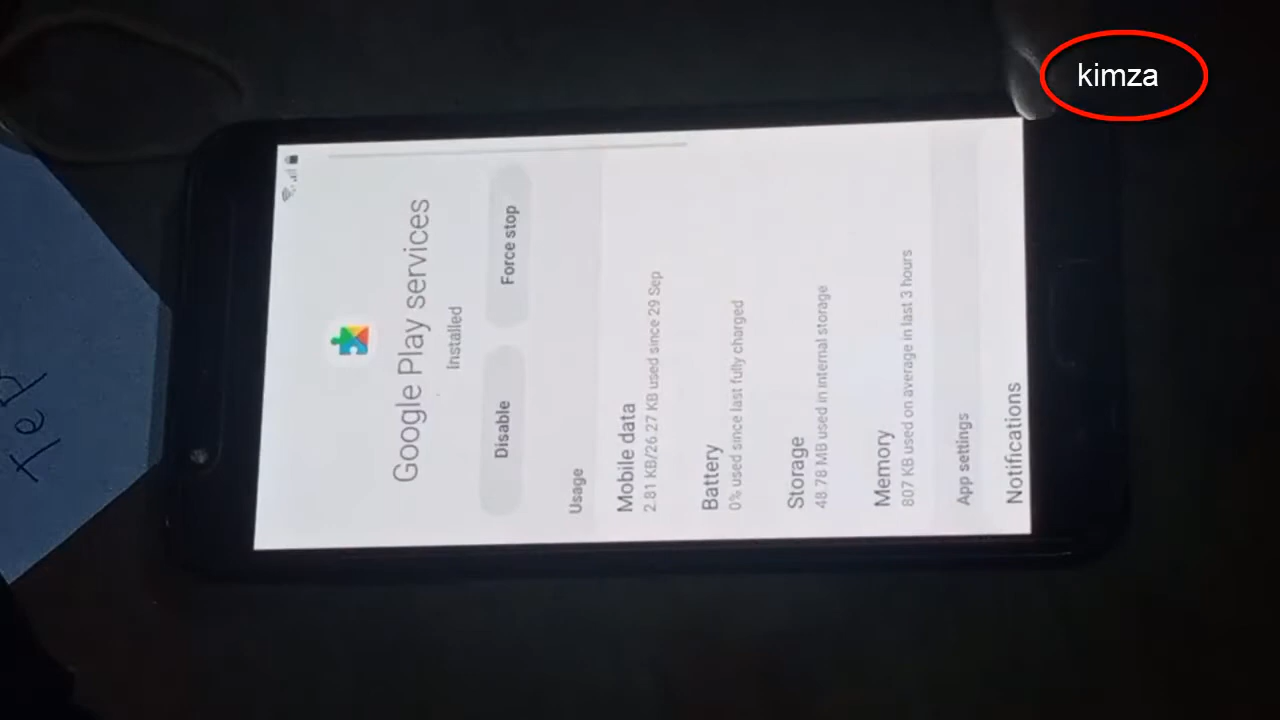 kimza
Google Play services
Installed
Disable
Force stop
Usage
Mobile data
2.81 KB/26.27 KB used since 29 Sep
Battery
0% used since last fully charged
Storage
48.78 MB used in internal storage
Memory
807 KB used on average in last 3 hours
App settings
Notifications